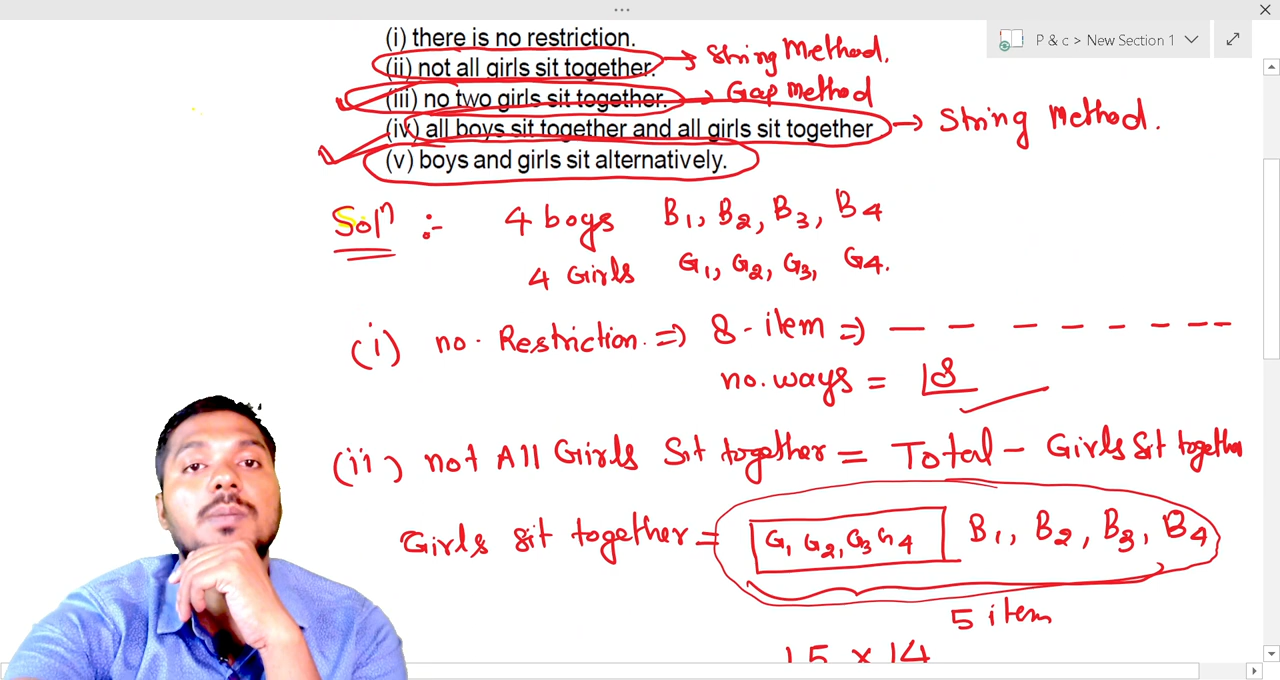 P & c > New Section 1
(i) there is no restriction.
(ii) not all girls sit together. → String Method.
(iii) no two girls sit together. → Gap Method
(iv) all boys sit together and all girls sit together → String Method.
(v) boys and girls sit alternatively.
Solⁿ :- 4 boys B₁, B₂, B₃, B₄
4 Girls G₁, G₂, G₃, G₄.
(i) no. Restriction. ⇒ 8-item ⇒ — — — — — — — —
no. ways = |8
(ii) not All Girls Sit together = Total - Girls Sit together
Girls sit together = G₁ G₂, G₃ G₄ B₁, B₂, B₃, B₄
5 item
|5 × |4